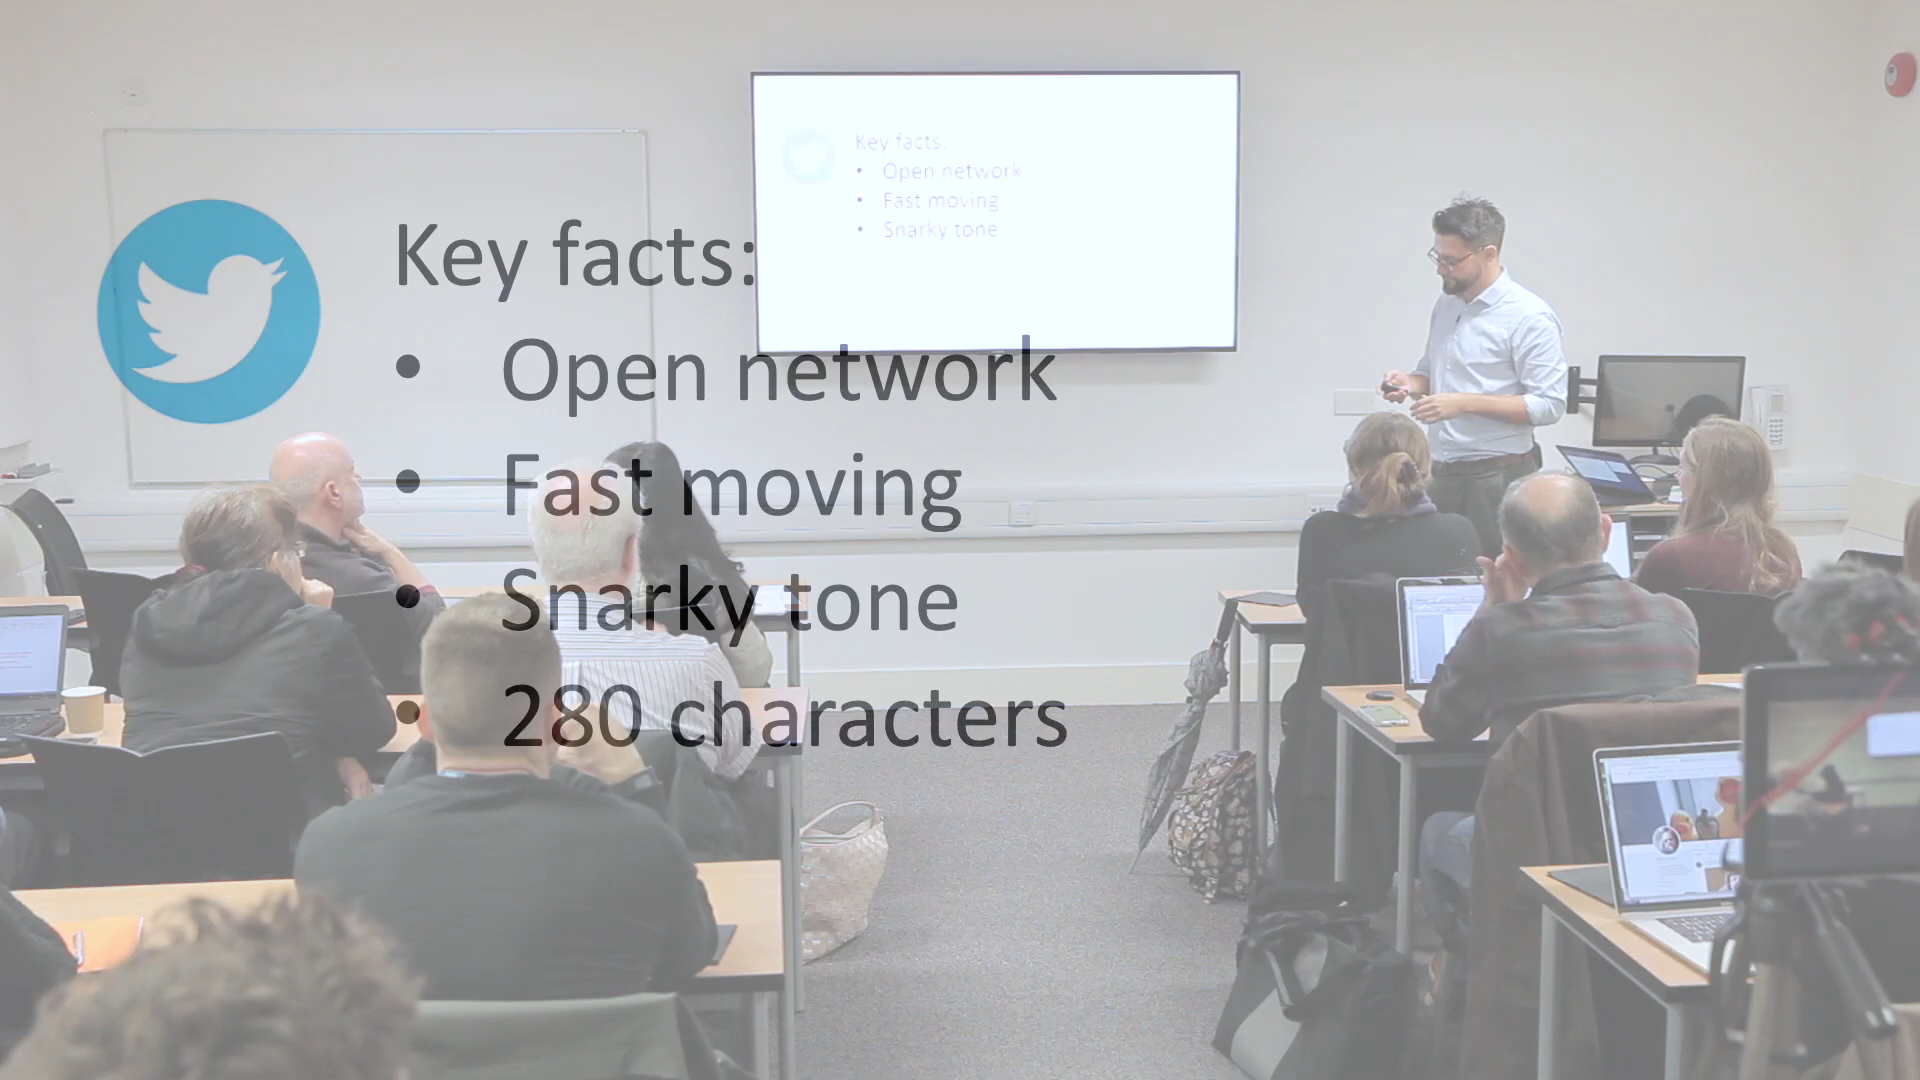 Key facts:
• Open network
• Fast moving
• Snarky tone
• 280 characters
Key facts:
• Open network
• Fast moving
• Snarky tone